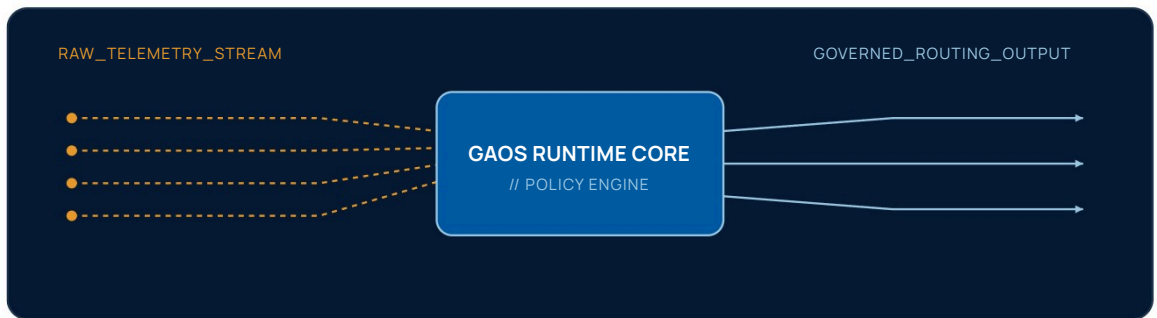 RAW_TELEMETRY_STREAM
GOVERNED_ROUTING_OUTPUT
GAOS RUNTIME CORE
// POLICY ENGINE